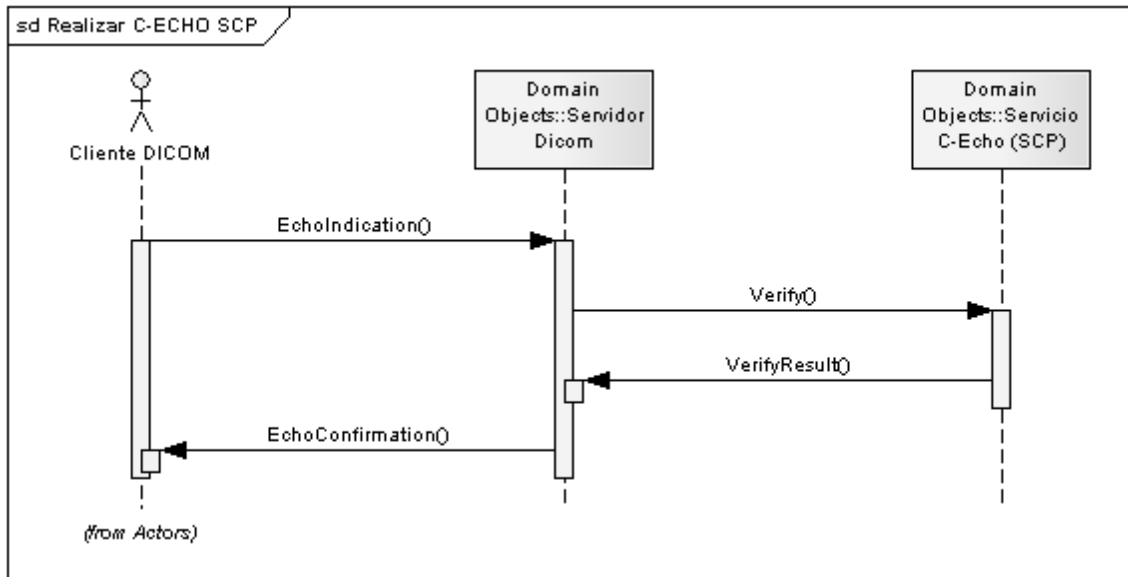 sd Realizar C-ECHO SCP
Cliente DICOM
Domain
Objects::Servidor
Dicom
Domain
Objects::Servicio
C-Echo (SCP)
EchoIndication()
Verify()
VerifyResult()
EchoConfirmation()
(from Actors)